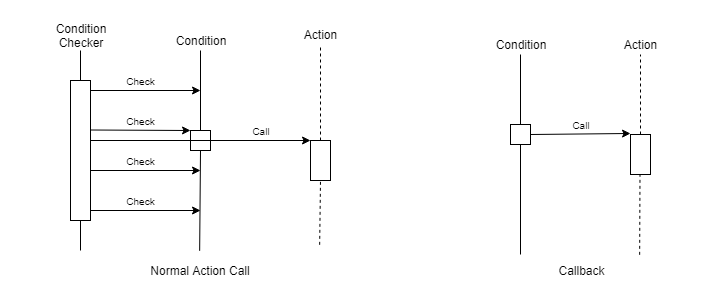 Condition
Checker
Condition
Action
Check
Check
Call
Check
Check
Normal Action Call
Condition
Action
Call
Callback